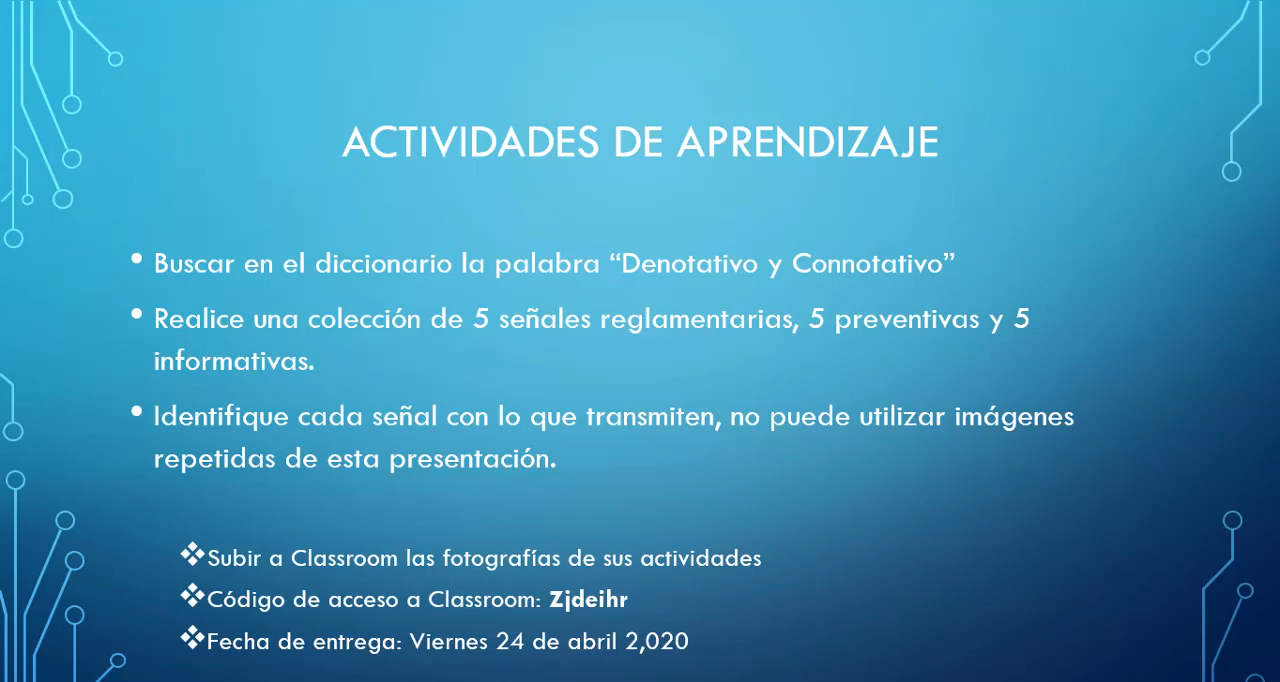 ACTIVIDADES DE APRENDIZAJE
• Buscar en el diccionario la palabra “Denotativo y Connotativo”
• Realice una colección de 5 señales reglamentarias, 5 preventivas y 5
informativas.
• Identifique cada señal con lo que transmiten, no puede utilizar imágenes
repetidas de esta presentación.
❖Subir a Classroom las fotografías de sus actividades
❖Código de acceso a Classroom: Zjdeihr
❖Fecha de entrega: Viernes 24 de abril 2,020